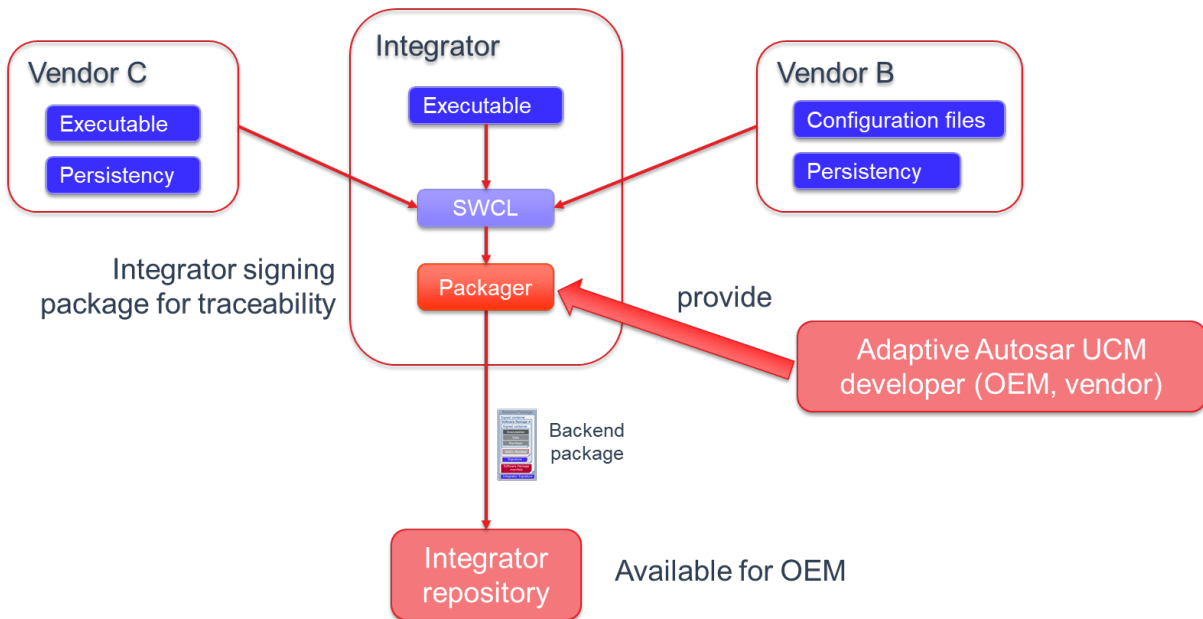 Integrator
Vendor C
Vendor B
Executable
Executable
Configuration files
Persistency
Persistency
SWCL
Integrator signing
package for traceability
Packager
provide
Adaptive Autosar UCM
developer (OEM, vendor)
Backend
package
Integrator
repository
Available for OEM